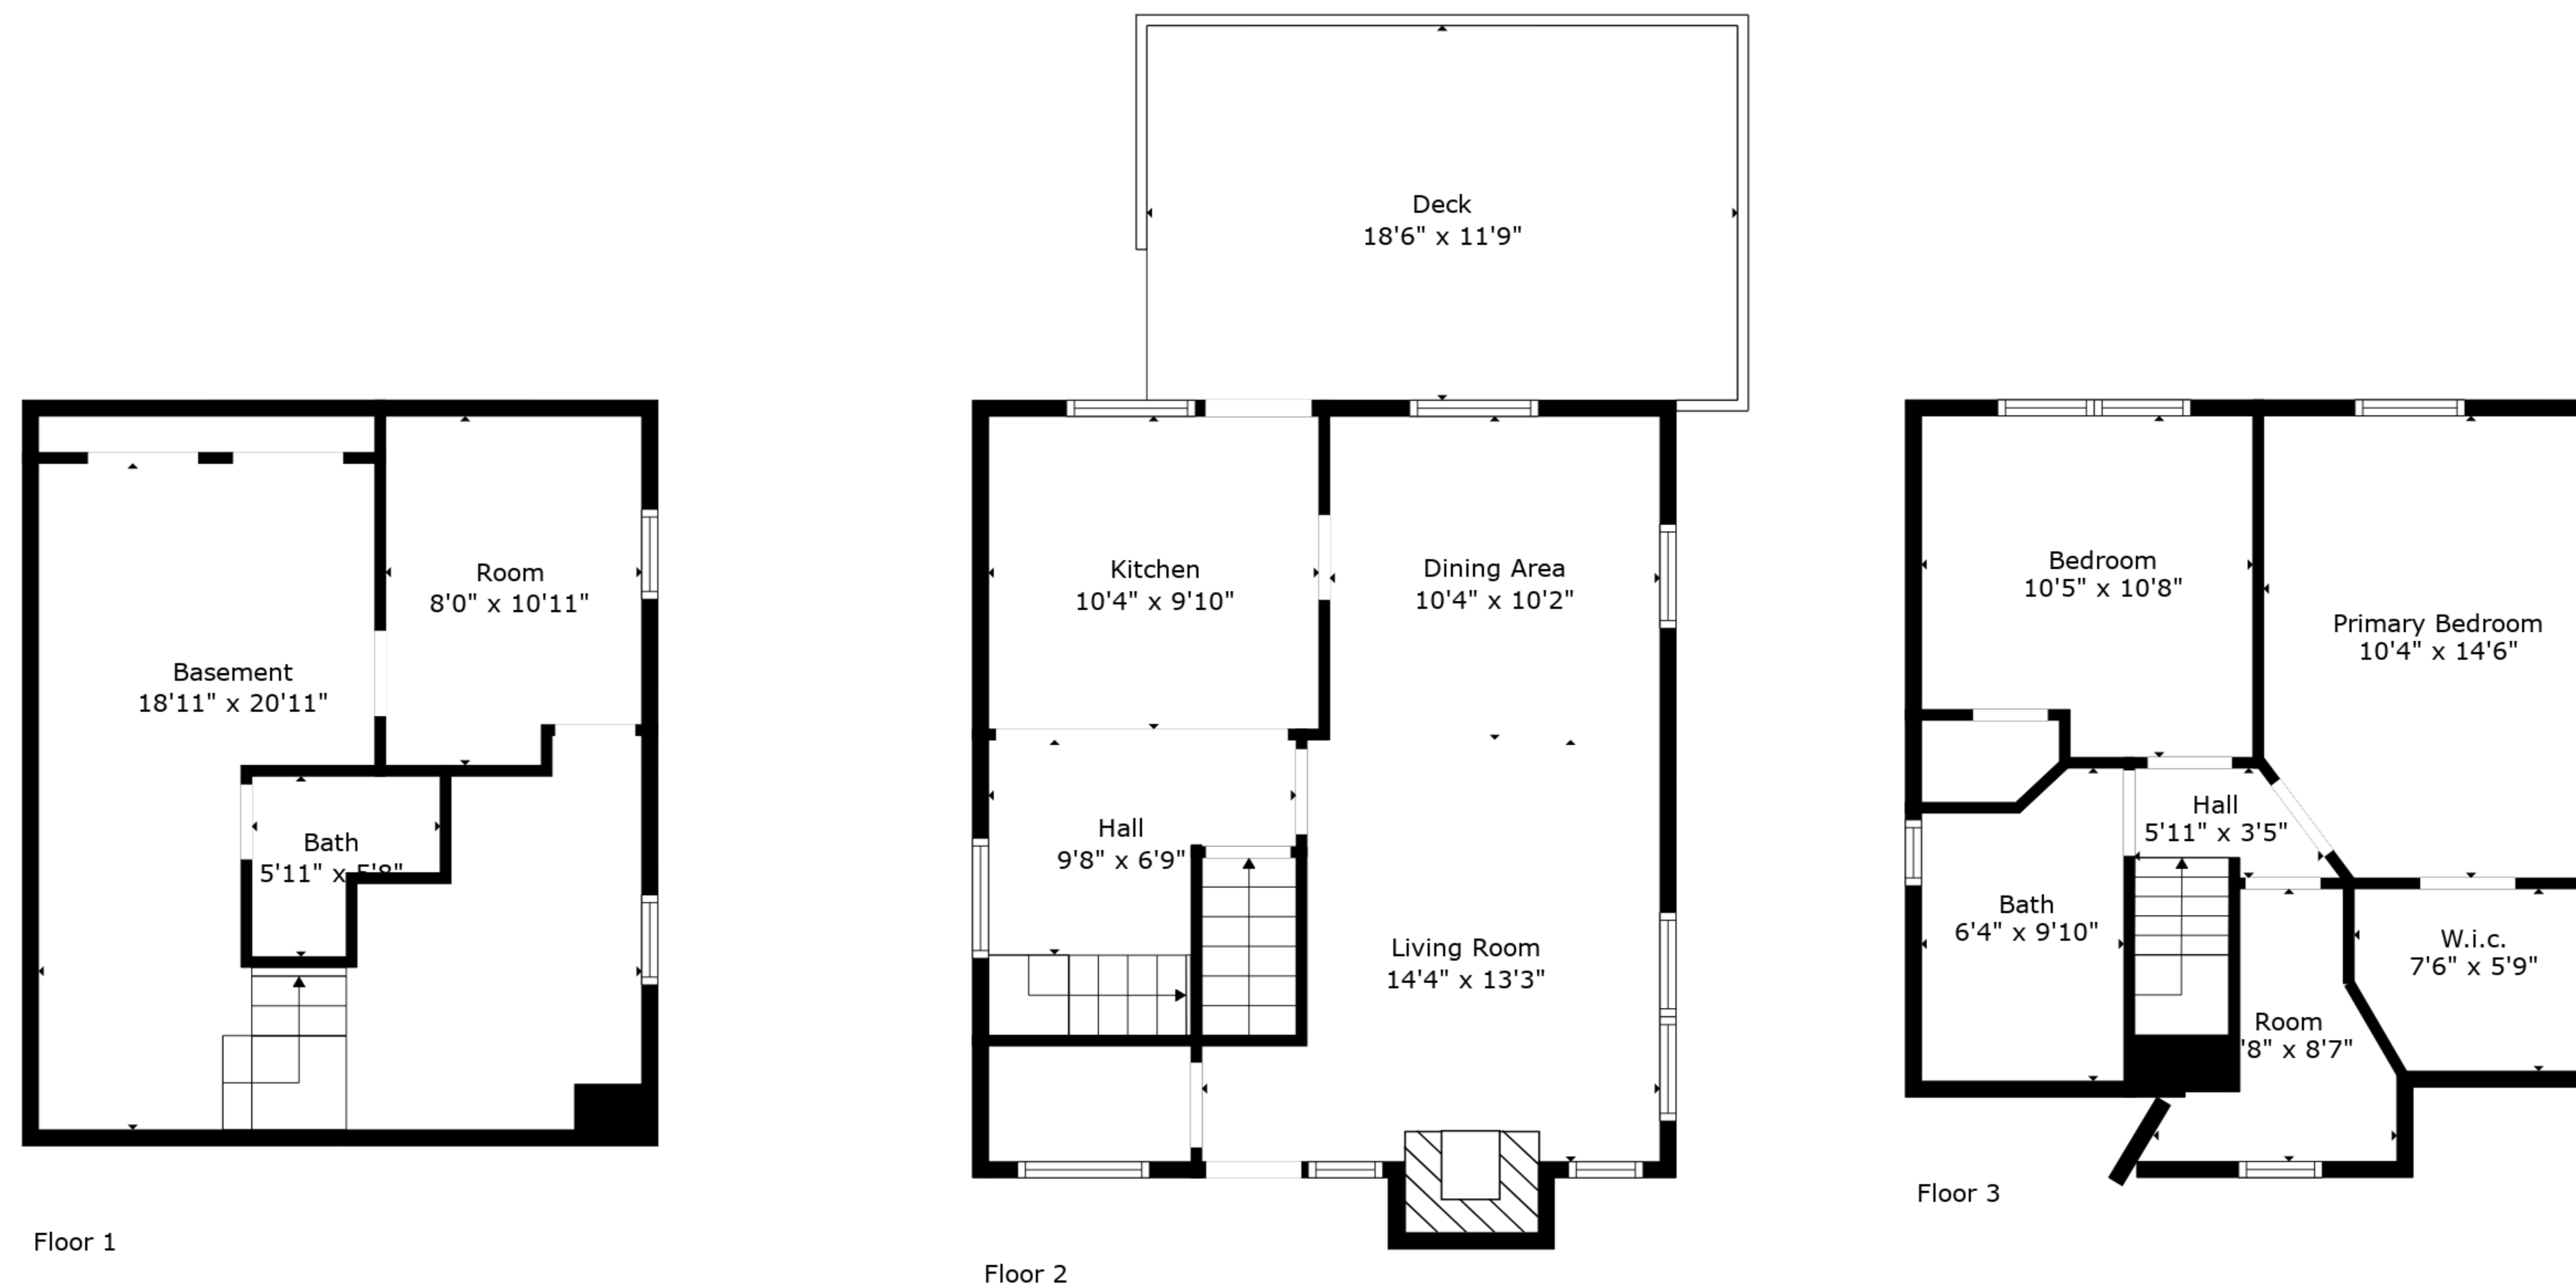 Deck
18'6" x 11'9"
Room
8'0" x 10'11"
Basement
18'11" x 20'11"
Bath
5'11" x 5'8"
Floor 1
Kitchen
10'4" x 9'10"
Dining Area
10'4" x 10'2"
Hall
9'8" x 6'9"
Living Room
14'4" x 13'3"
Floor 2
Bedroom
10'5" x 10'8"
Primary Bedroom
10'4" x 14'6"
Hall
5'11" x 3'5"
Bath
6'4" x 9'10"
W.i.c.
7'6" x 5'9"
Room
'8" x 8'7"
Floor 3